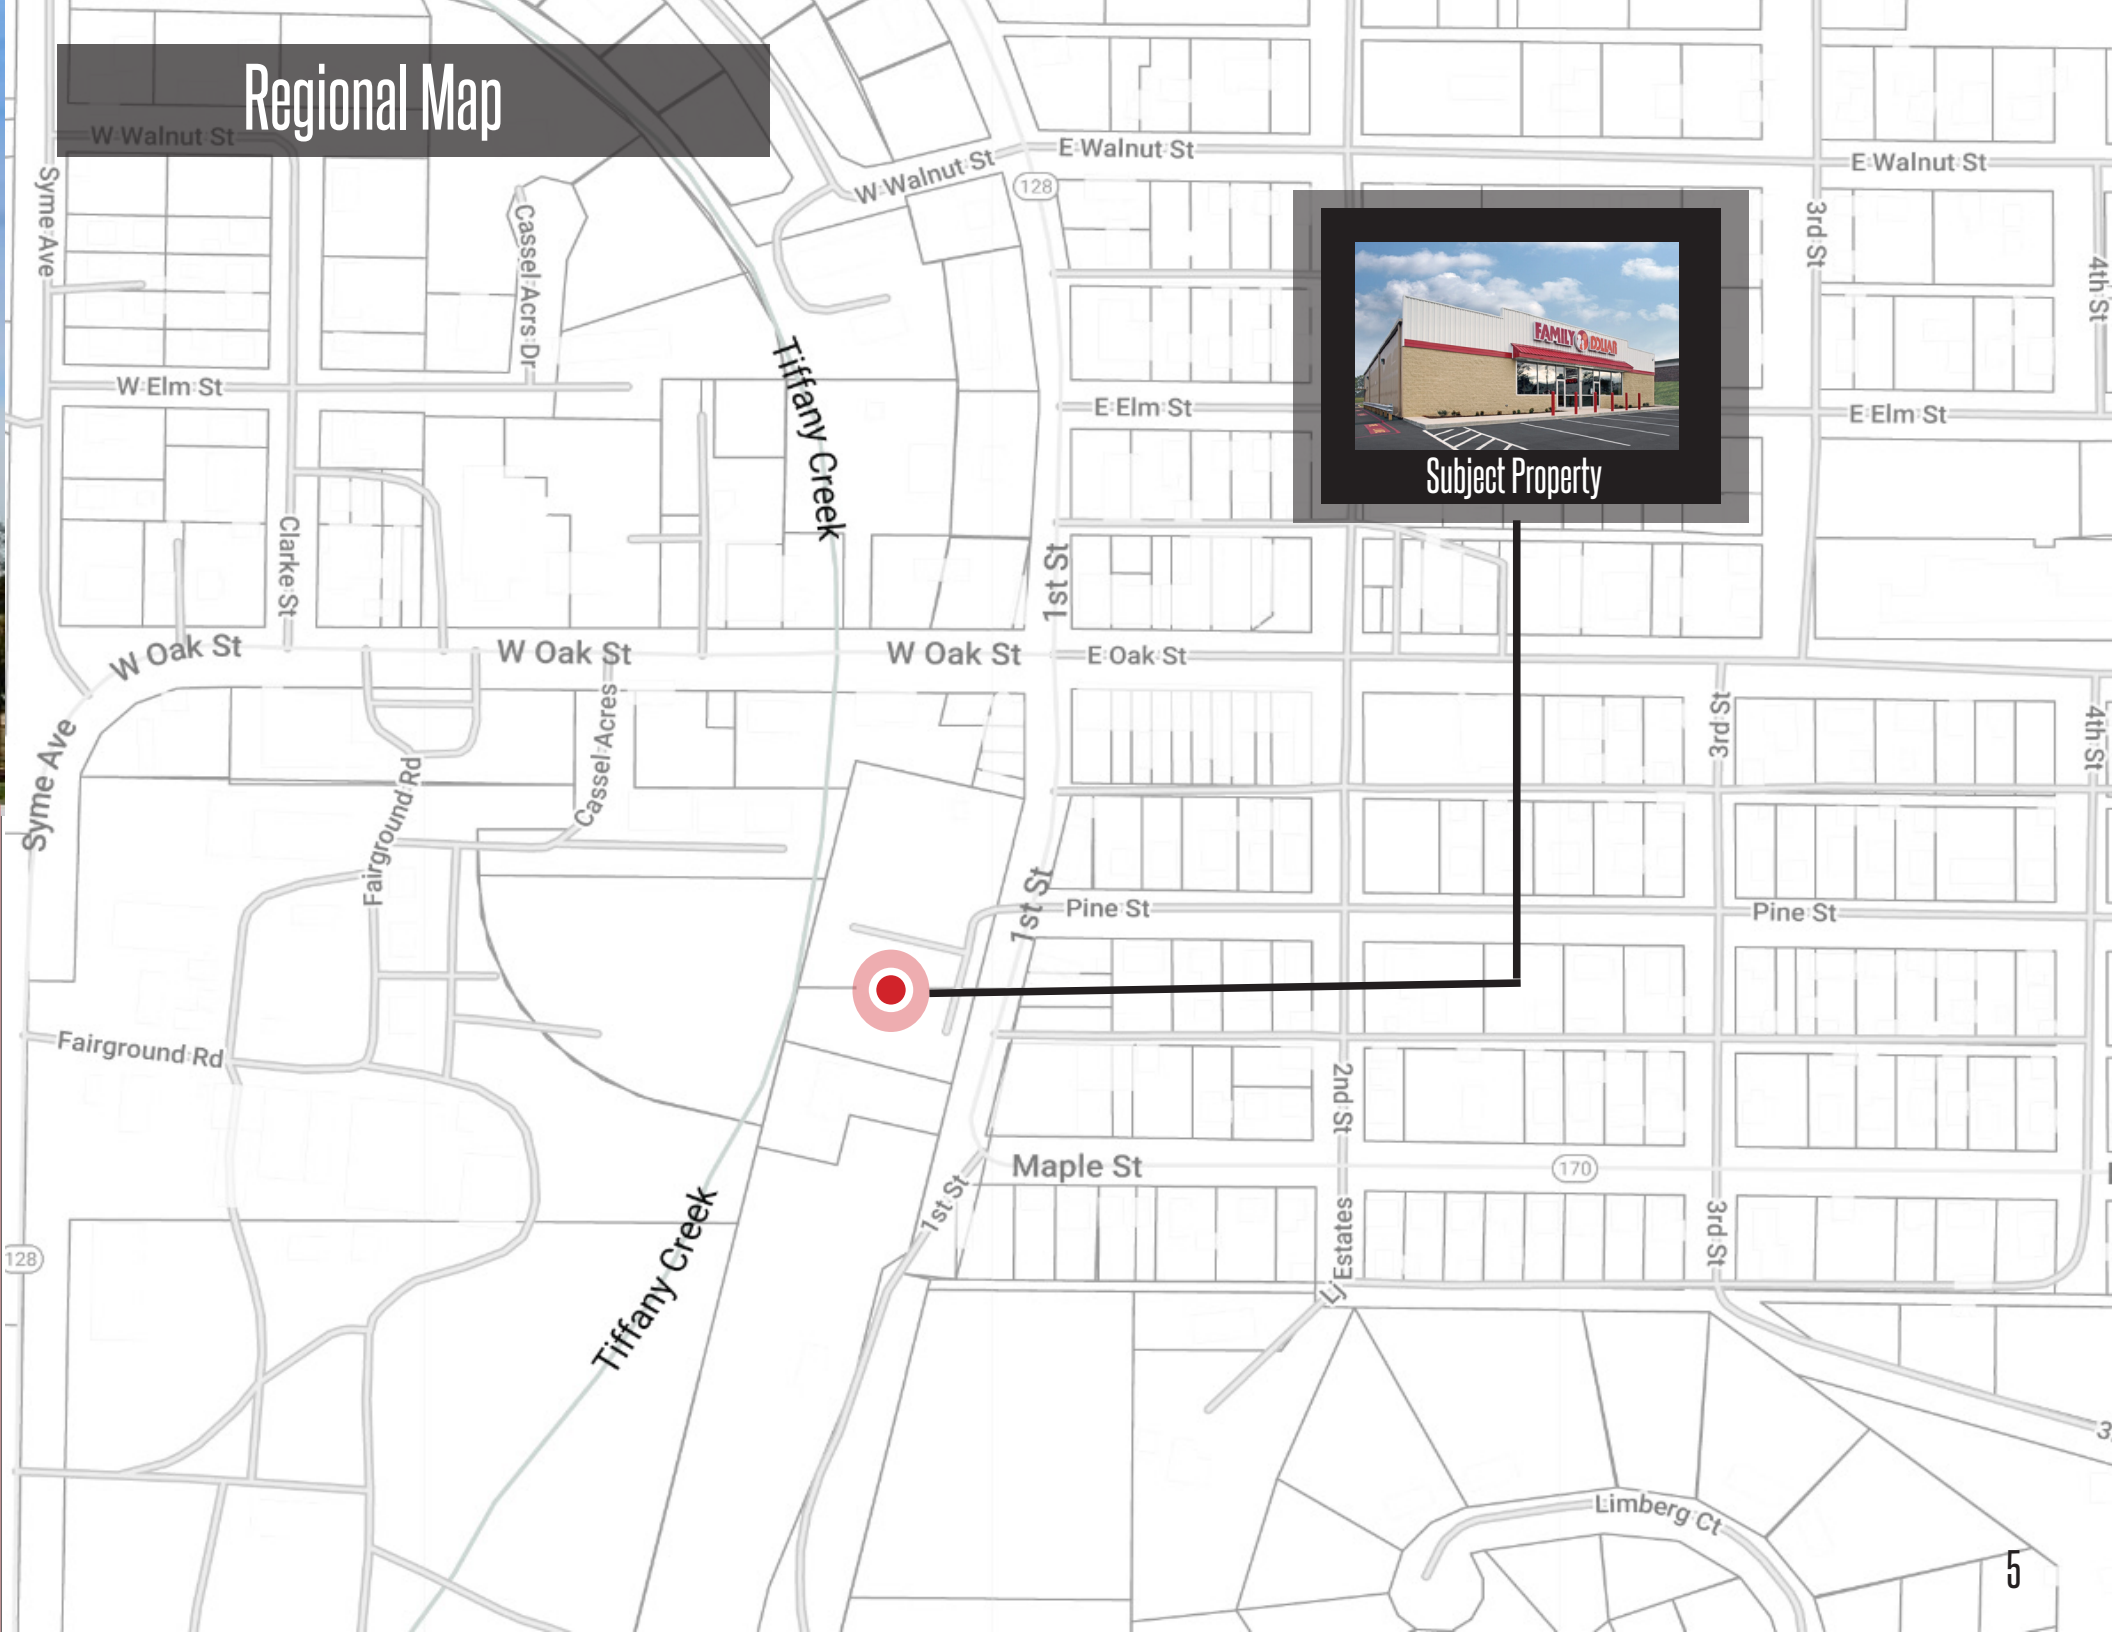 Regional Map
W Walnut St
E Walnut St
E Walnut St
W Walnut St
128
Syme Ave
Cassel Acrs Dr
3rd St
4th St
FAMILY DOLLAR
Subject Property
Tiffany Creek
W Elm St
E Elm St
E Elm St
Clarke St
1st St
W Oak St
W Oak St
W Oak St
E Oak St
Cassel Acres
3rd St
4th St
Syme Ave
Fairground Rd
1st St
Pine St
Pine St
Fairground Rd
2nd St
Maple St
170
1st St
Tiffany Creek
Estates
3rd St
128
Limberg Ct
5